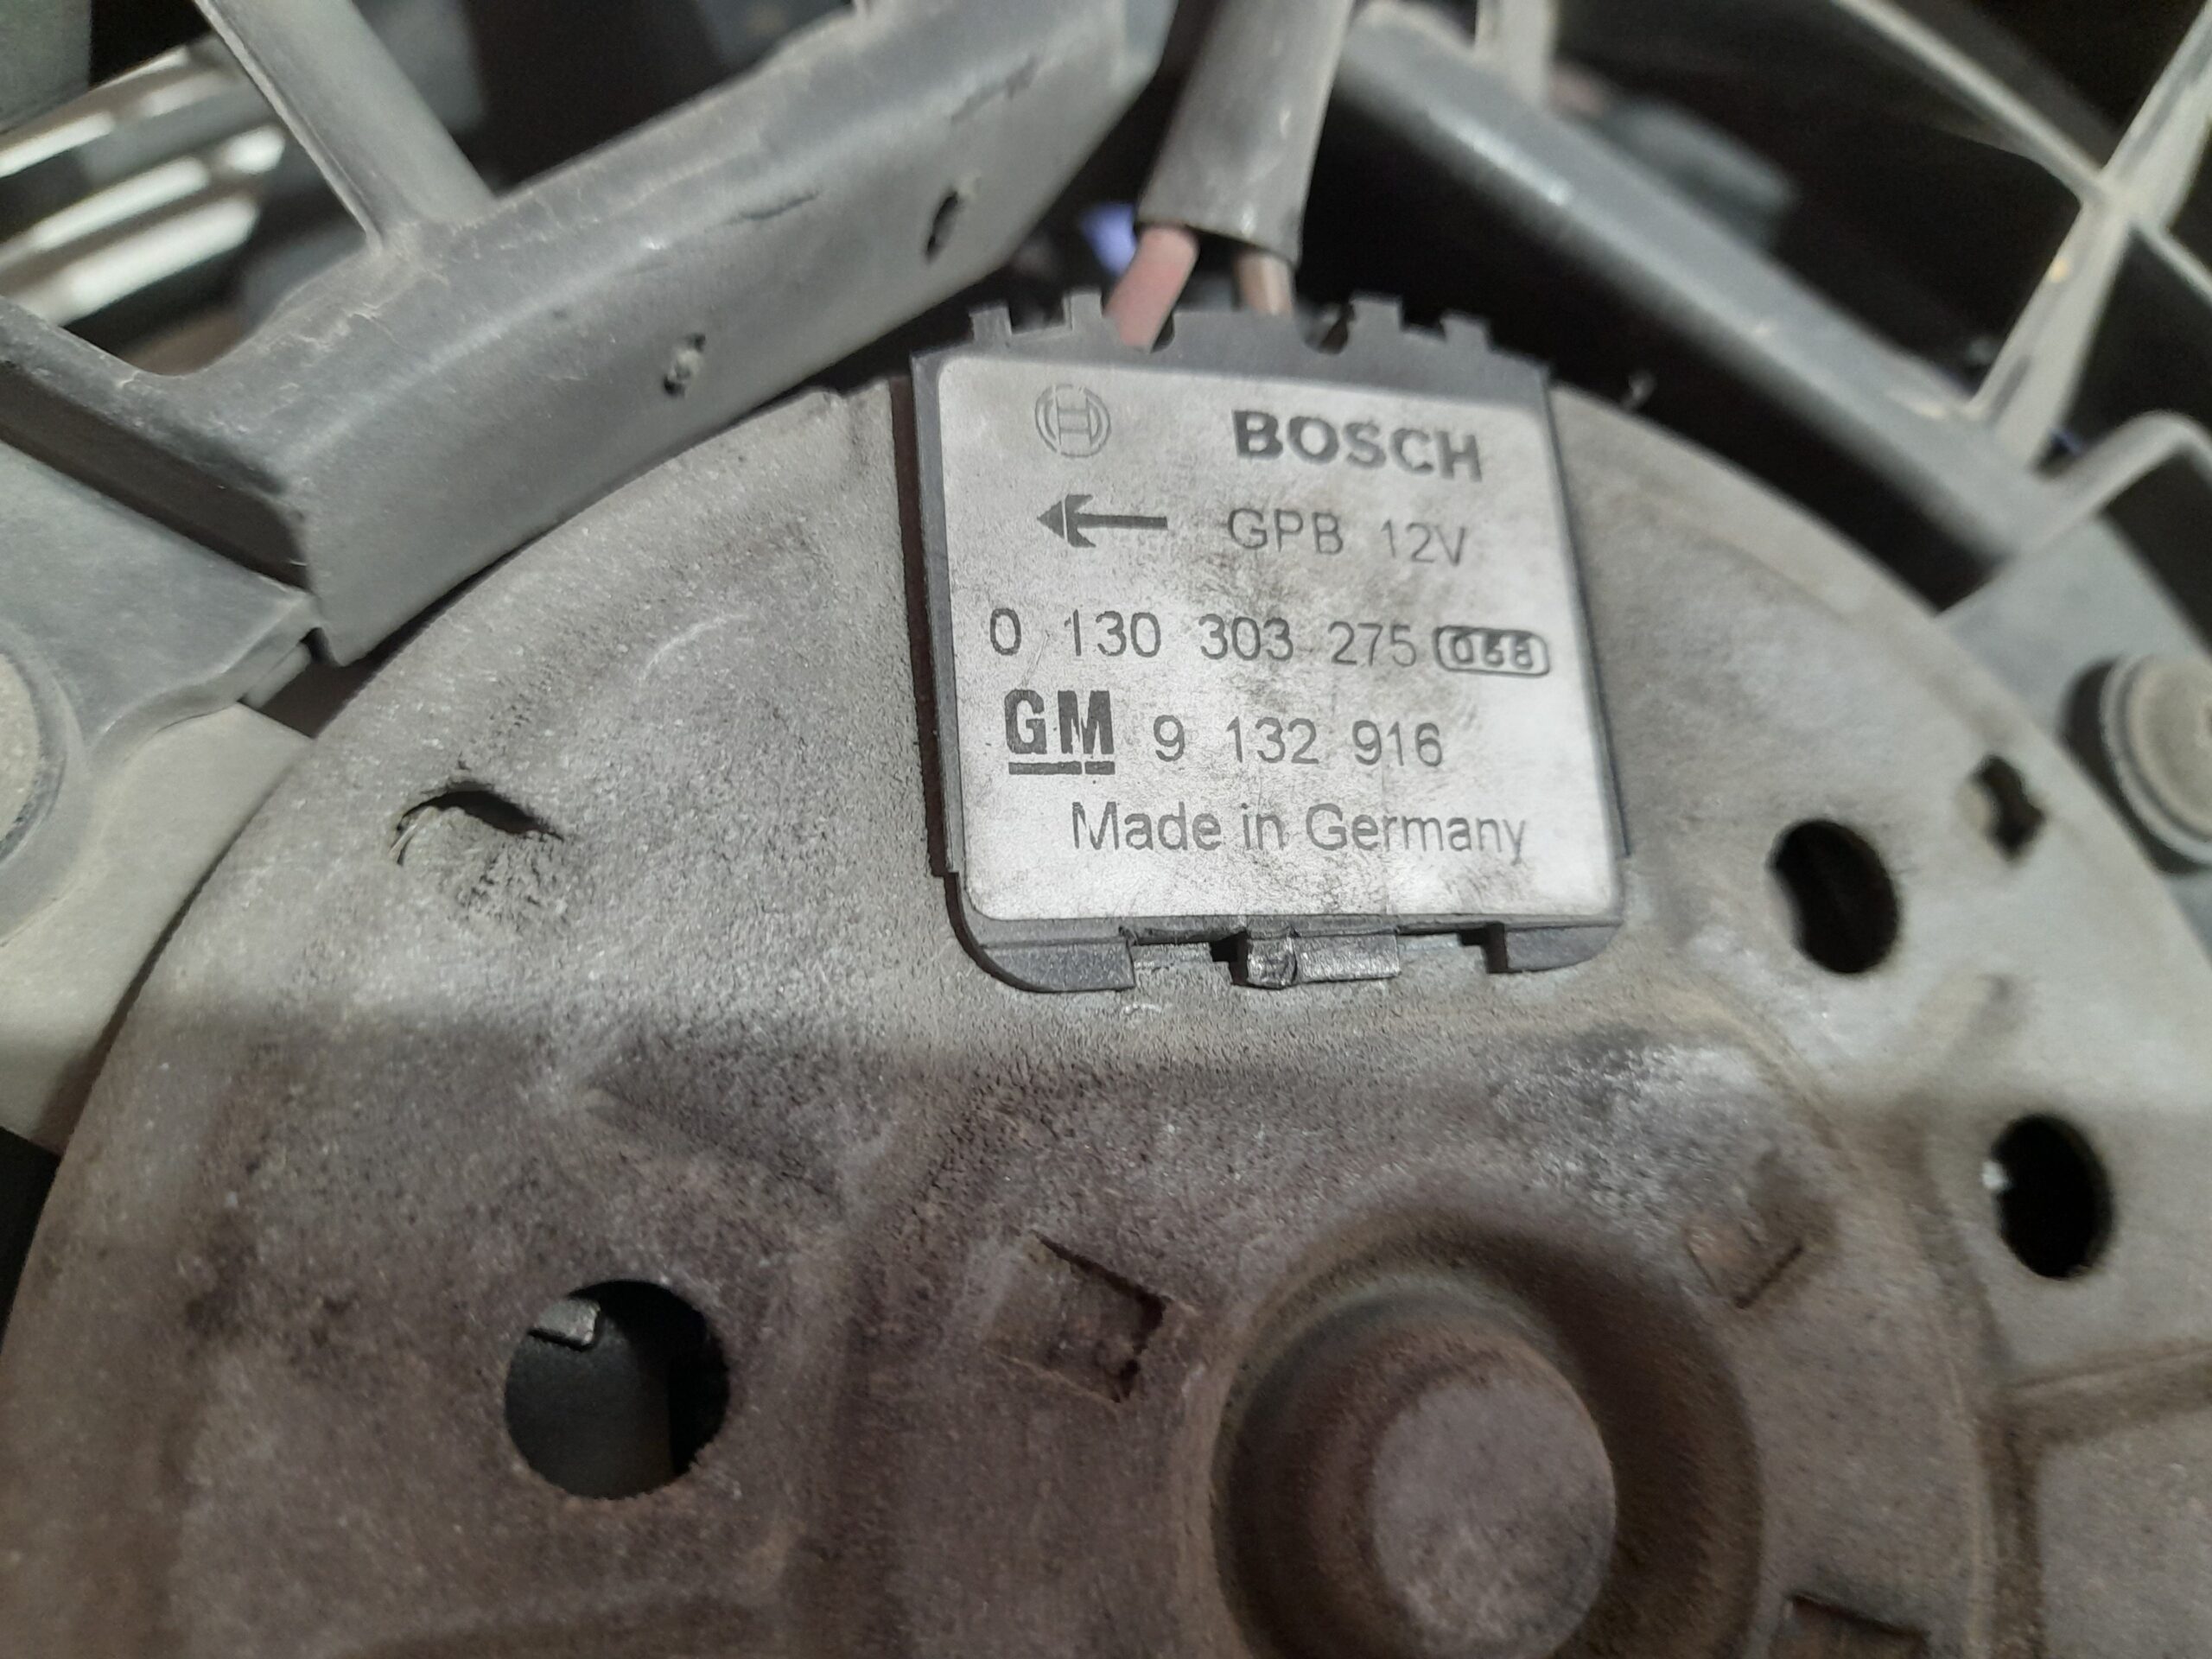 BOSCH
GPB 12V
0 130 303 275
GM 9 132 916
Made in Germany